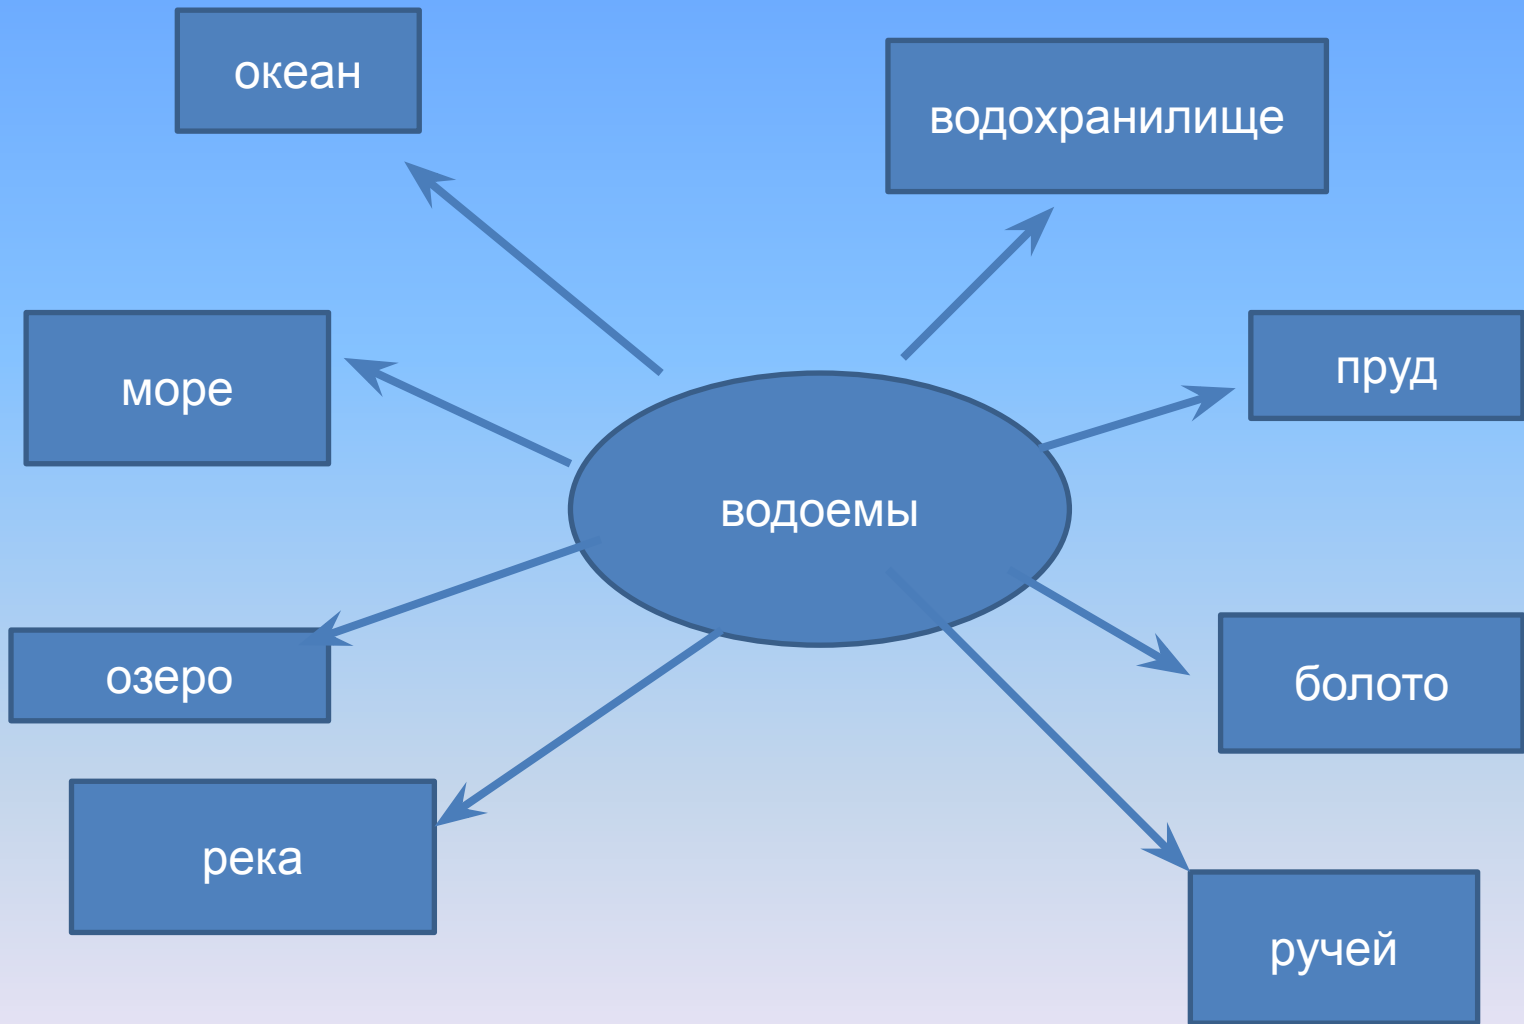 океан
водохранилище
море
пруд
водоемы
озеро
болото
река
ручей